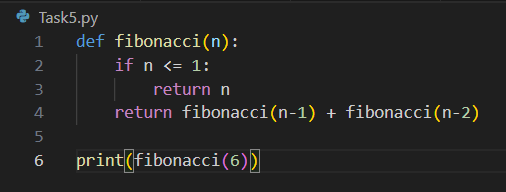 Task5.py
1 def fibonacci(n):
2     if n <= 1:
3         return n
4     return fibonacci(n-1) + fibonacci(n-2)
5
6 print(fibonacci(6))